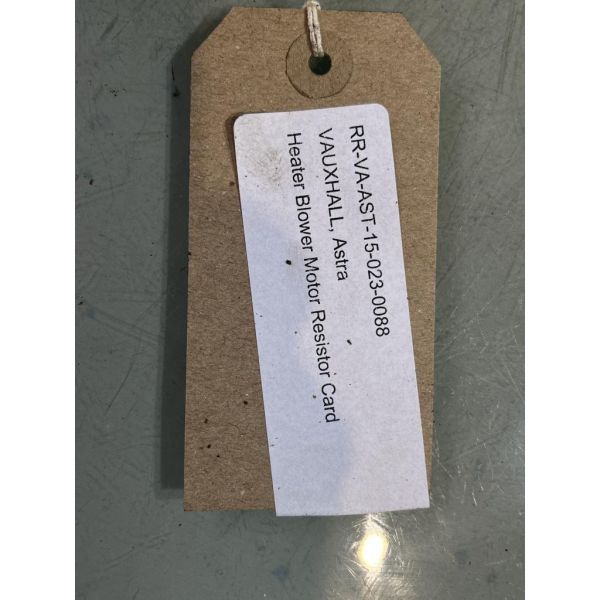 RR-VA-AST-15-023-0088
VAUXHALL, Astra
Heater Blower Motor Resistor Card